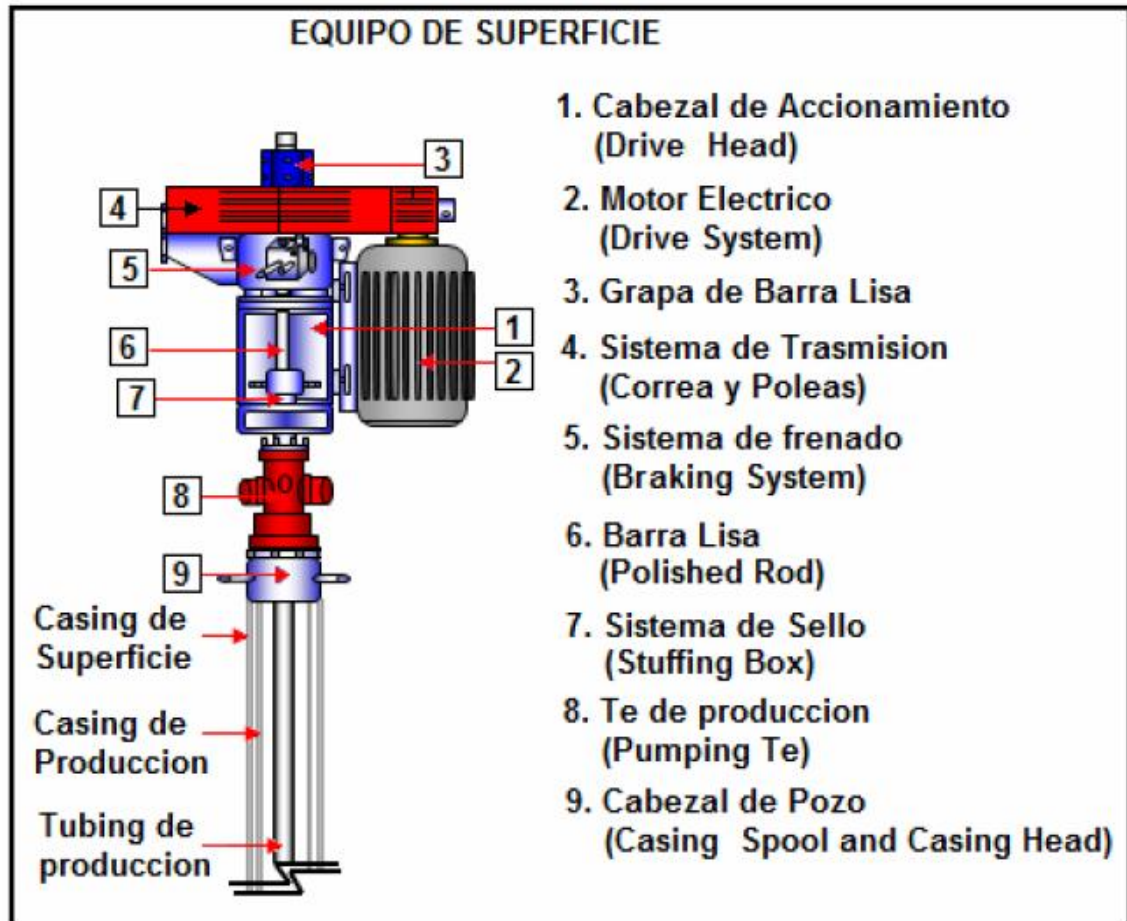 EQUIPO DE SUPERFICIE
3
4
5
1
6
2
7
8
9
Casing de
Superficie
Casing de
Produccion
Tubing de
produccion
1. Cabezal de Accionamiento
(Drive Head)
2. Motor Electrico
(Drive System)
3. Grapa de Barra Lisa
4. Sistema de Trasmision
(Correa y Poleas)
5. Sistema de frenado
(Braking System)
6. Barra Lisa
(Polished Rod)
7. Sistema de Sello
(Stuffing Box)
8. Te de produccion
(Pumping Te)
9. Cabezal de Pozo
(Casing Spool and Casing Head)